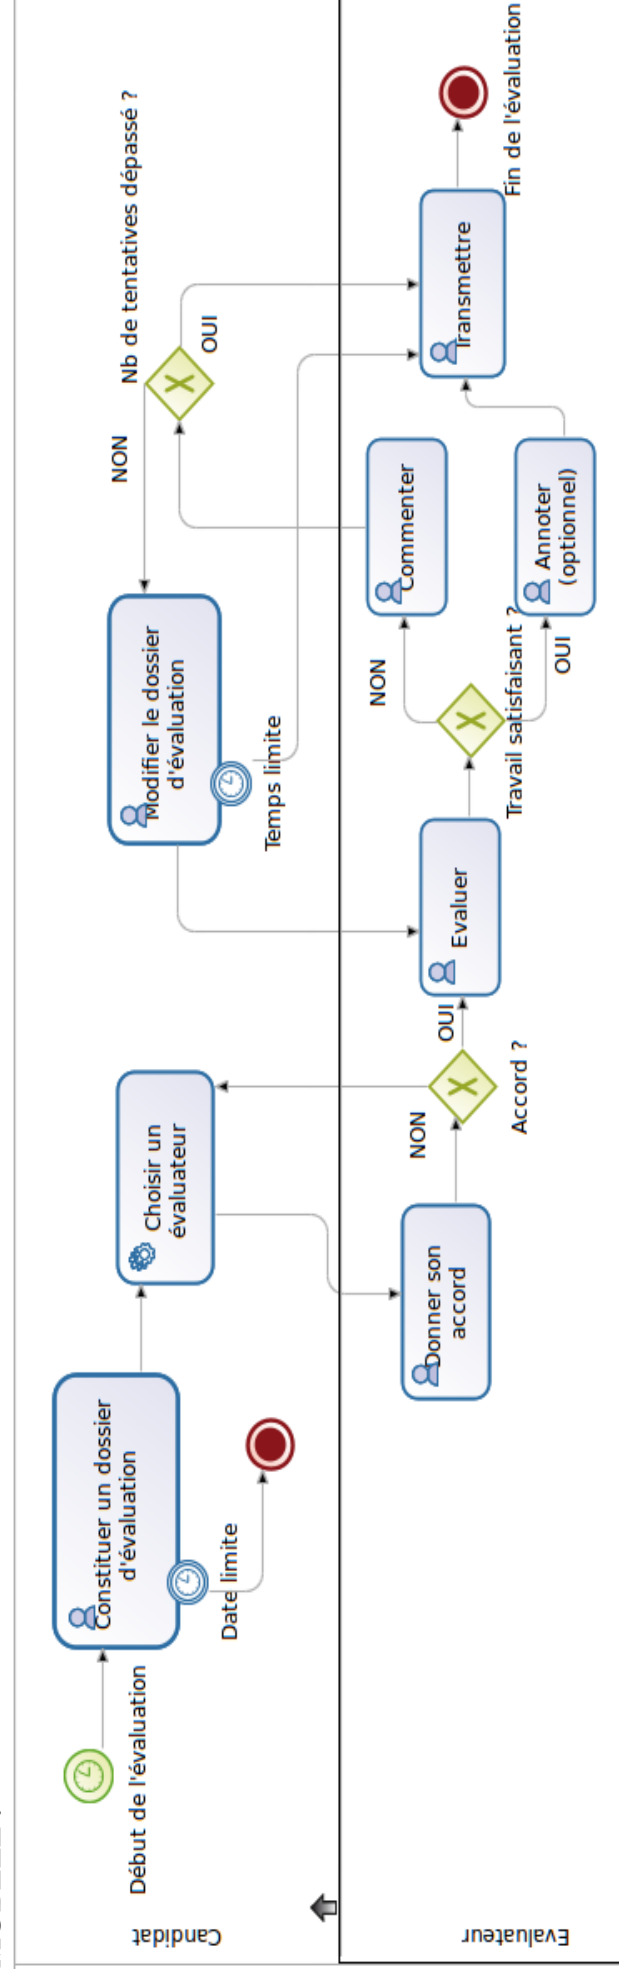 Candidat
Début de l'évaluation
Constituer un dossier
d'évaluation
Date limite
Choisir un
évaluateur
Modifier le dossier
d'évaluation
Temps limite
NON
Nb de tentatives dépassé ?
OUI
Evaluateur
Donner son
accord
NON
Accord ?
OUI
Evaluer
Travail satisfaisant ?
NON
OUI
Commenter
Annoter
(optionnel)
Transmettre
Fin de l'évaluation